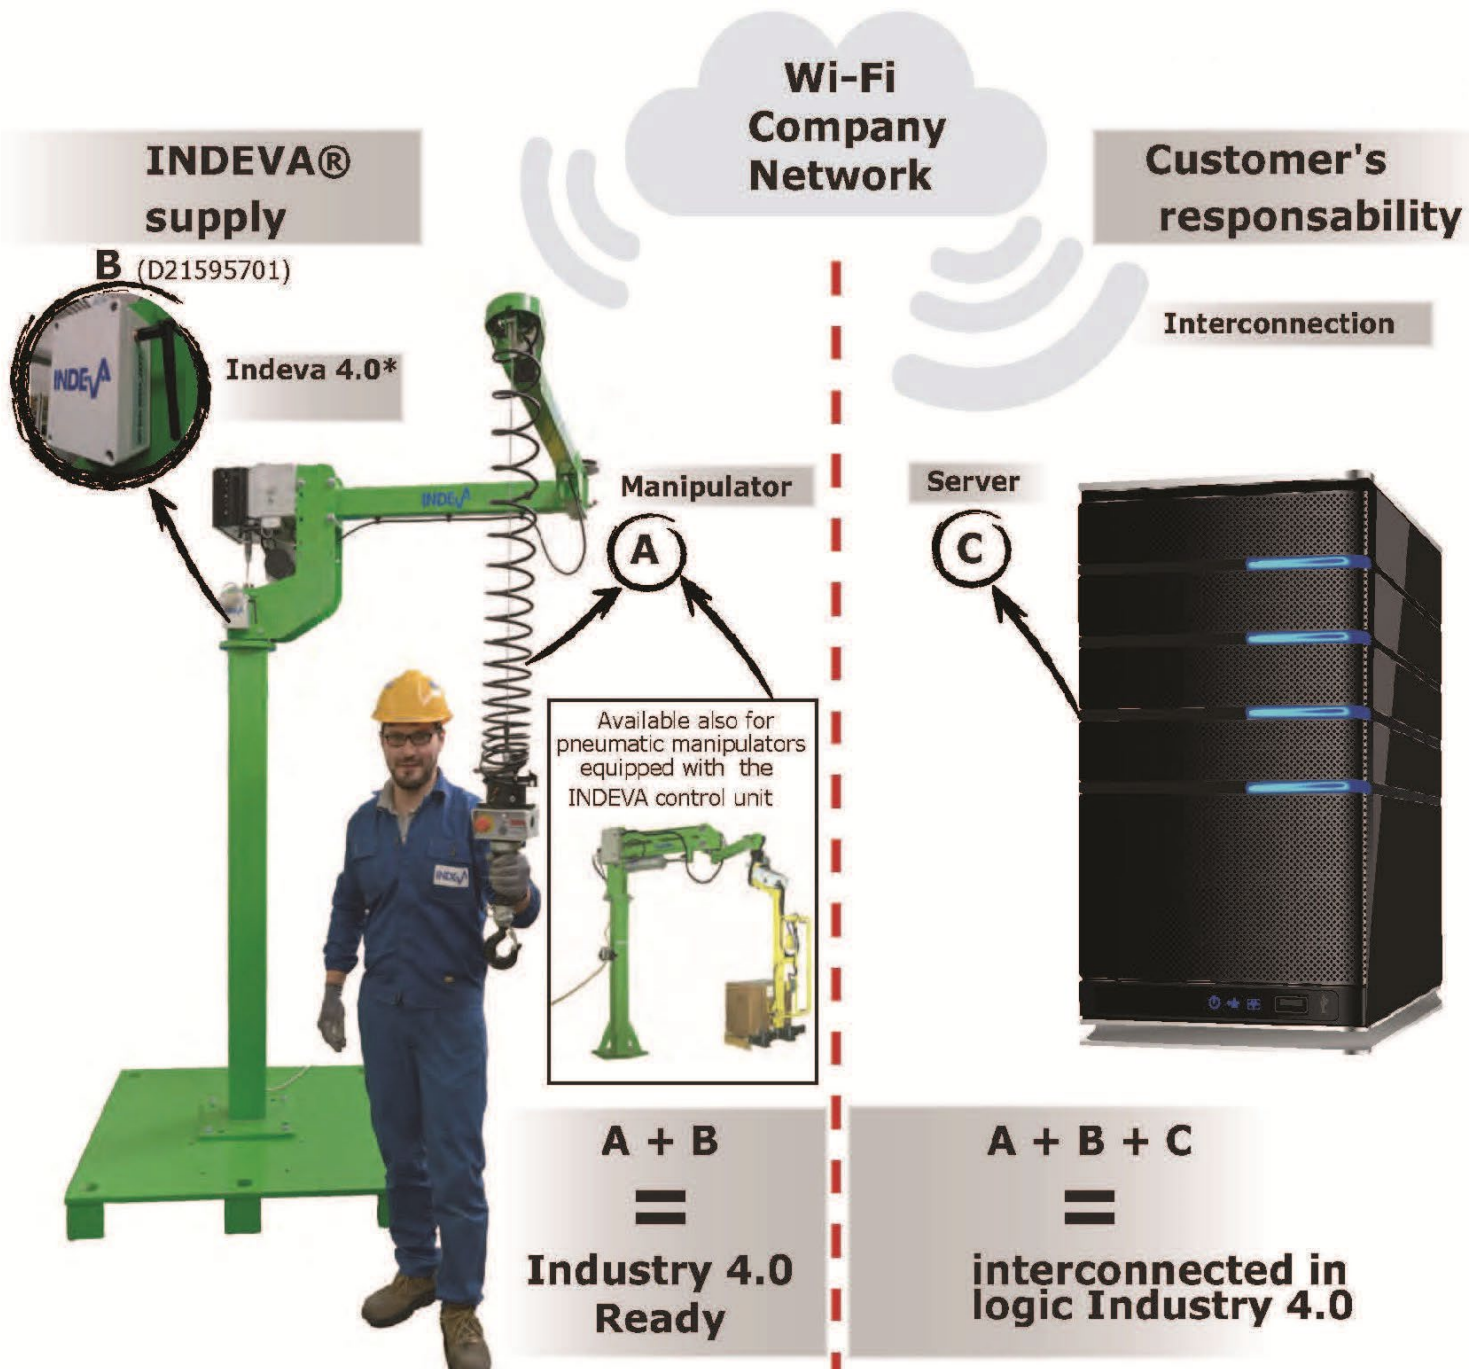 Wi-Fi
Company
Network
INDEVA®
supply
Customer's
responsability
B (D21595701)
INDEVA
Indeva 4.0*
Interconnection
INDEVA
Manipulator
Server
A
C
Available also for
pneumatic manipulators
equipped with the
INDEVA control unit
INDEVA
A + B
=
Industry 4.0
Ready
A + B + C
=
interconnected in
logic Industry 4.0